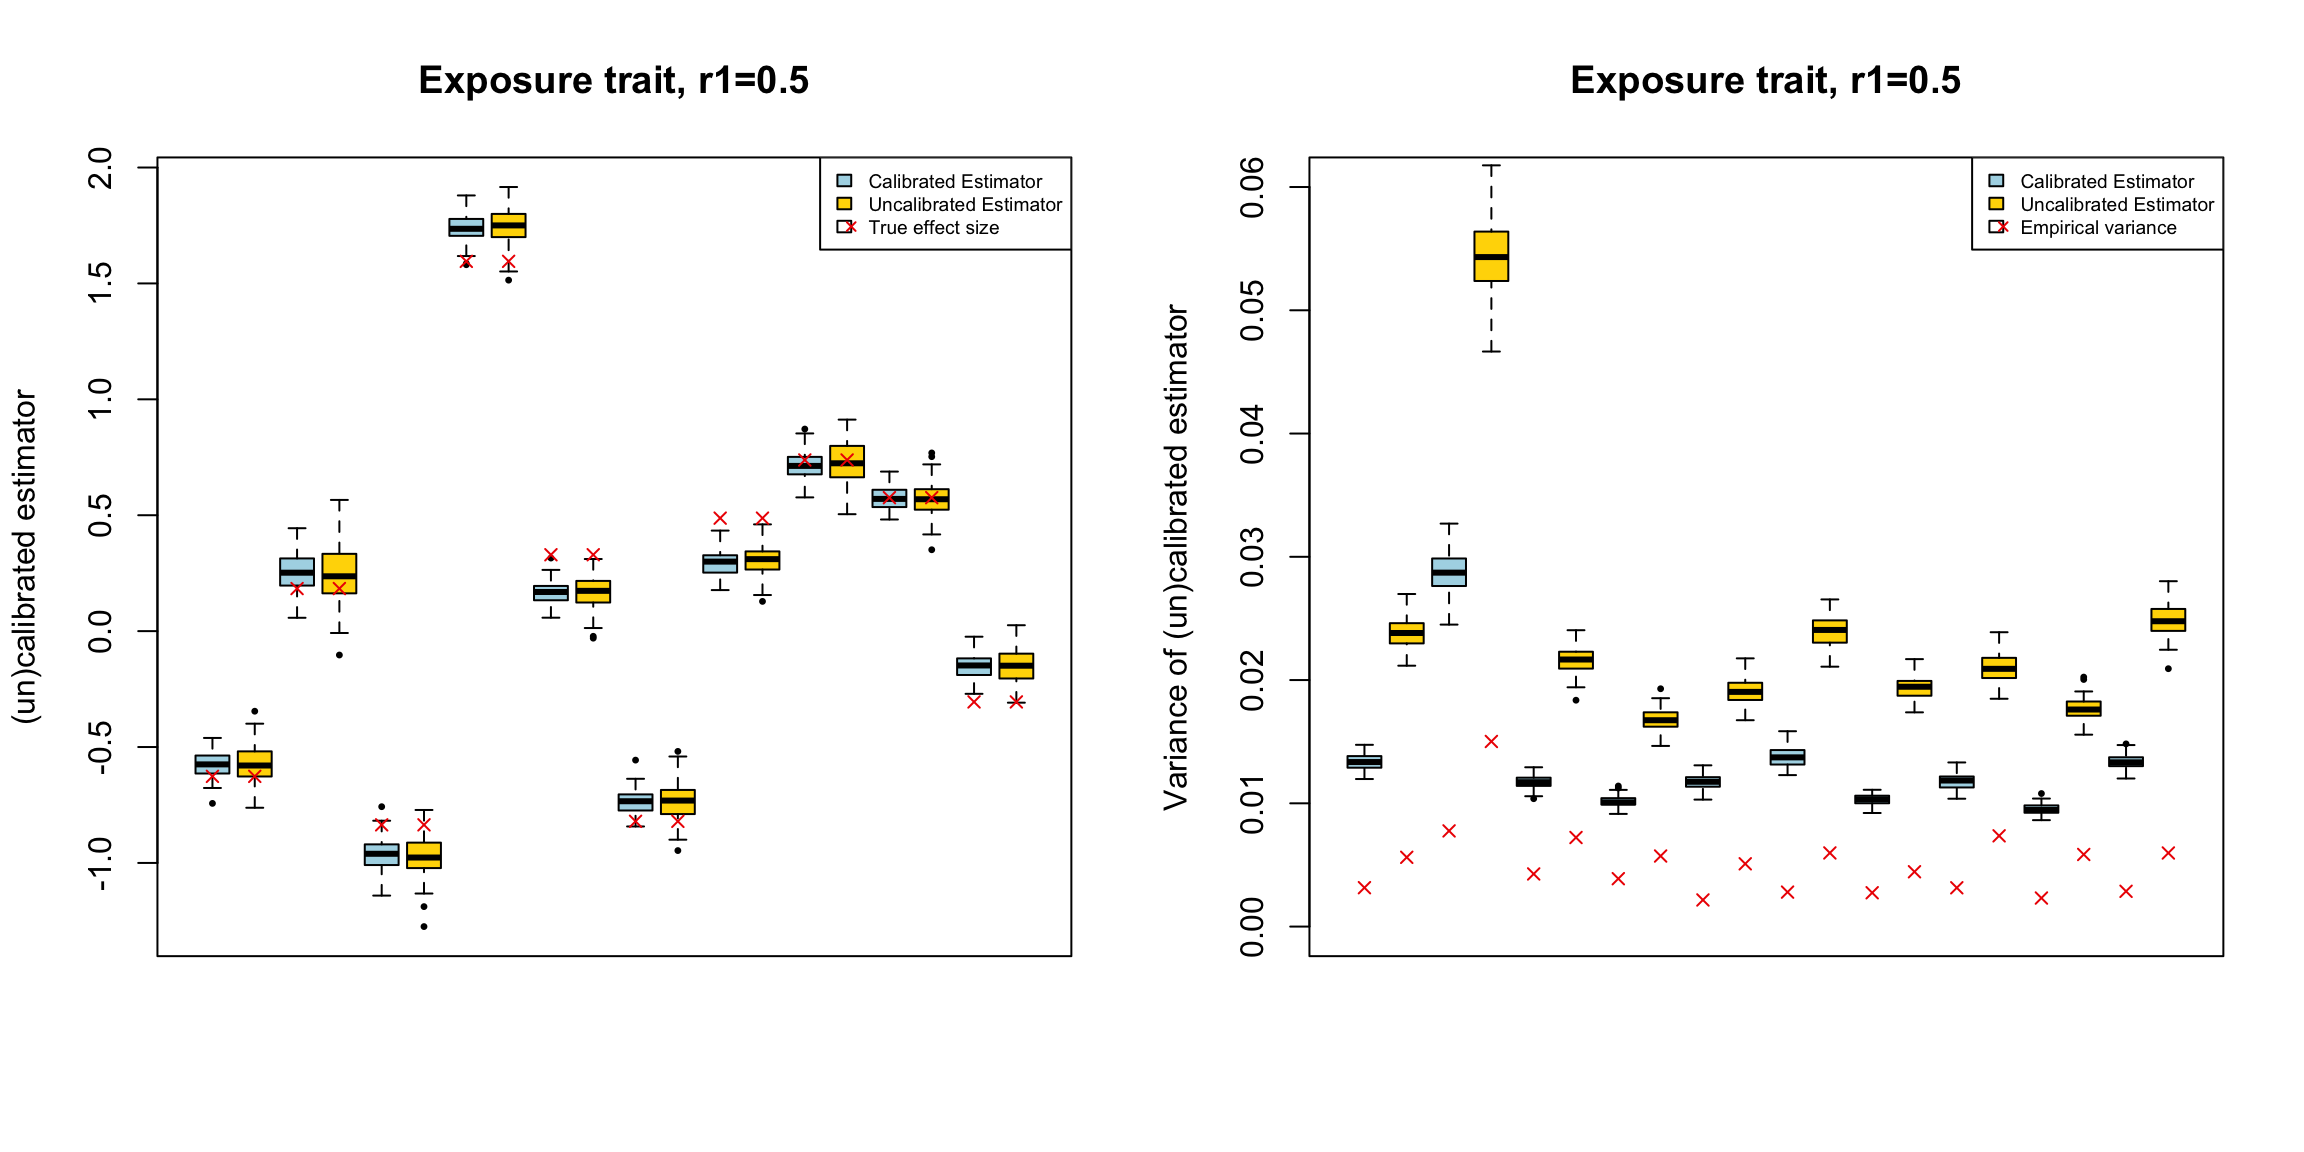 Exposure trait, r1=0.5
(un)calibrated estimator
2.0
1.5
1.0
0.5
0.0
-0.5
-1.0
Calibrated Estimator
Uncalibrated Estimator
True effect size
Exposure trait, r1=0.5
Variance of (un)calibrated estimator
0.06
0.05
0.04
0.03
0.02
0.01
0.00
Calibrated Estimator
Uncalibrated Estimator
Empirical variance